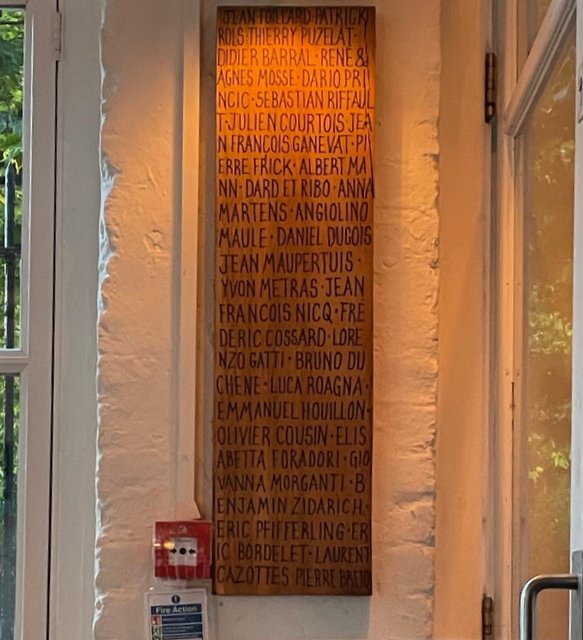 JEAN FOILLARD PATRICK
BOIS·THIERRY PUZELAT·
DIDIER BARRAL·RENÉ &
AGNES MOSSE·DARIO PRI
NCIC·SEBASTIAN RIFFAUL
T·JULIEN COURTOIS·JEA
N FRANCOIS GANEVAT·PI
ERRE FRICK·ALBERT MA
NN·DARD ET RIBO·ANNA
MARTENS·ANGIOLINO
MAULE·DANIEL DUGOIS
JEAN MAUPERTUIS·
YVON METRAS·JEAN
FRANCOIS NICQ·FRE
DERIC COSSARD·LORE
NZO GATTI·BRUNO DU
CHENE·LUCA ROAGNA·
EMMANUEL HOUILLON·
OLIVIER COUSIN·ELIS
ABETTA FORADORI·GIO
VANNA MORGANTI·B
ENJAMIN ZIDARICH·
ERIC PFIFFERLING·ER
IC BORDELET·LAURENT
CAZOTTES PIERRE
Fire Action